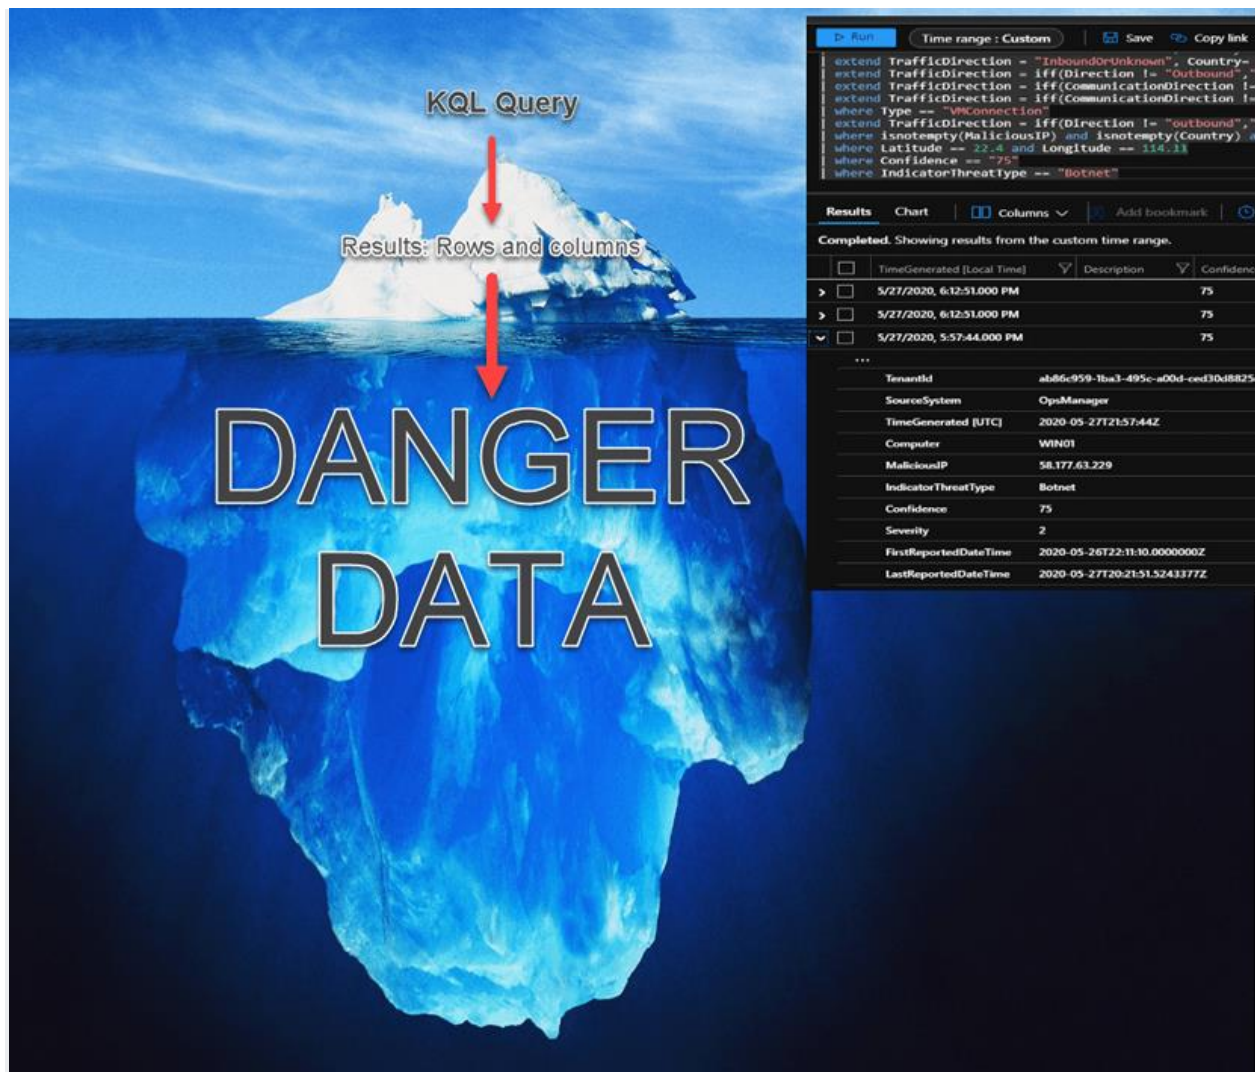 KQL Query
Results: Rows and columns
DANGER
DATA
Run
Time range : Custom
Save
Copy link
extend TrafficDirection = "InboundOrUnknown", Country=
extend TrafficDirection = iff(Direction != "Outbound","
extend TrafficDirection = iff(CommunicationDirection !=
extend TrafficDirection = iff(CommunicationDirection !=
where Type == "VMConnection"
extend TrafficDirection = iff(Direction != "outbound","
where isnotempty(MaliciousIP) and isnotempty(Country) a
where Latitude == 22.4 and Longitude == 114.11
where Confidence == "75"
where IndicatorThreatType == "Botnet"
Results Chart Columns Add bookmark
Completed. Showing results from the custom time range.
TimeGenerated [Local Time] Description Confidenc
5/27/2020, 6:12:51.000 PM 75
5/27/2020, 6:12:51.000 PM 75
5/27/2020, 5:57:44.000 PM 75
...
TenantId ab86c959-1ba3-495c-a00d-ced30d8825
SourceSystem OpsManager
TimeGenerated [UTC] 2020-05-27T21:57:44Z
Computer WIN01
MaliciousIP 58.177.63.229
IndicatorThreatType Botnet
Confidence 75
Severity 2
FirstReportedDateTime 2020-05-26T22:11:10.0000000Z
LastReportedDateTime 2020-05-27T20:21:51.5243377Z